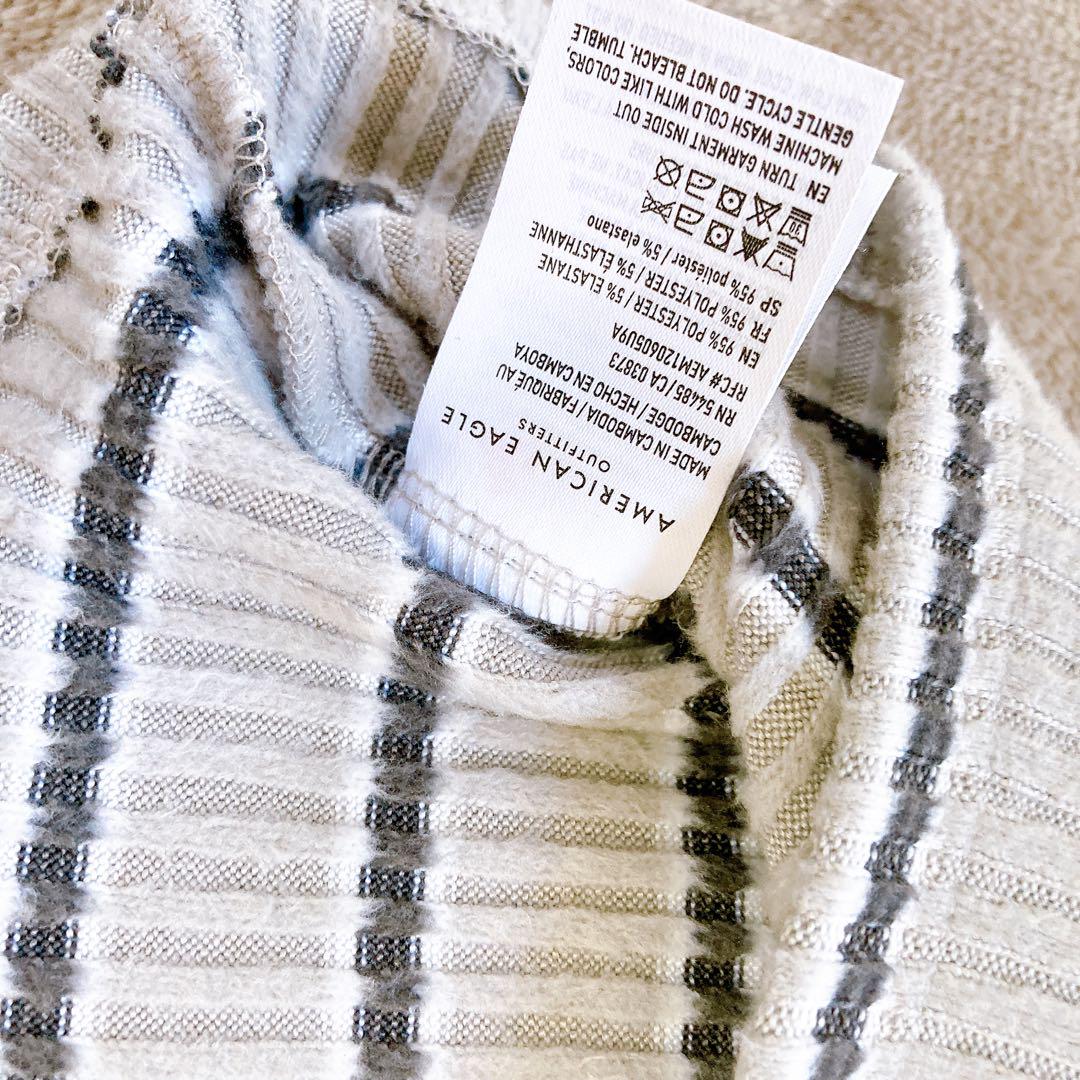 AMERICAN EAGLE
OUTFITTERS
MADE IN CAMBODIA / FABRIQUÉ AU
CAMBODGE / HECHO EN CAMBOYA
RN 54485/CA 03873
RFC# AEM120605U9A
EN 95% POLYESTER / 5% ELASTANE
FR 95% POLYESTER / 5% ÉLASTHANNE
SP 95% poliéster / 5% elastano
30
EN TURN GARMENT INSIDE OUT
MACHINE WASH COLD WITH LIKE COLORS,
GENTLE CYCLE. DO NOT BLEACH. TUMBLE